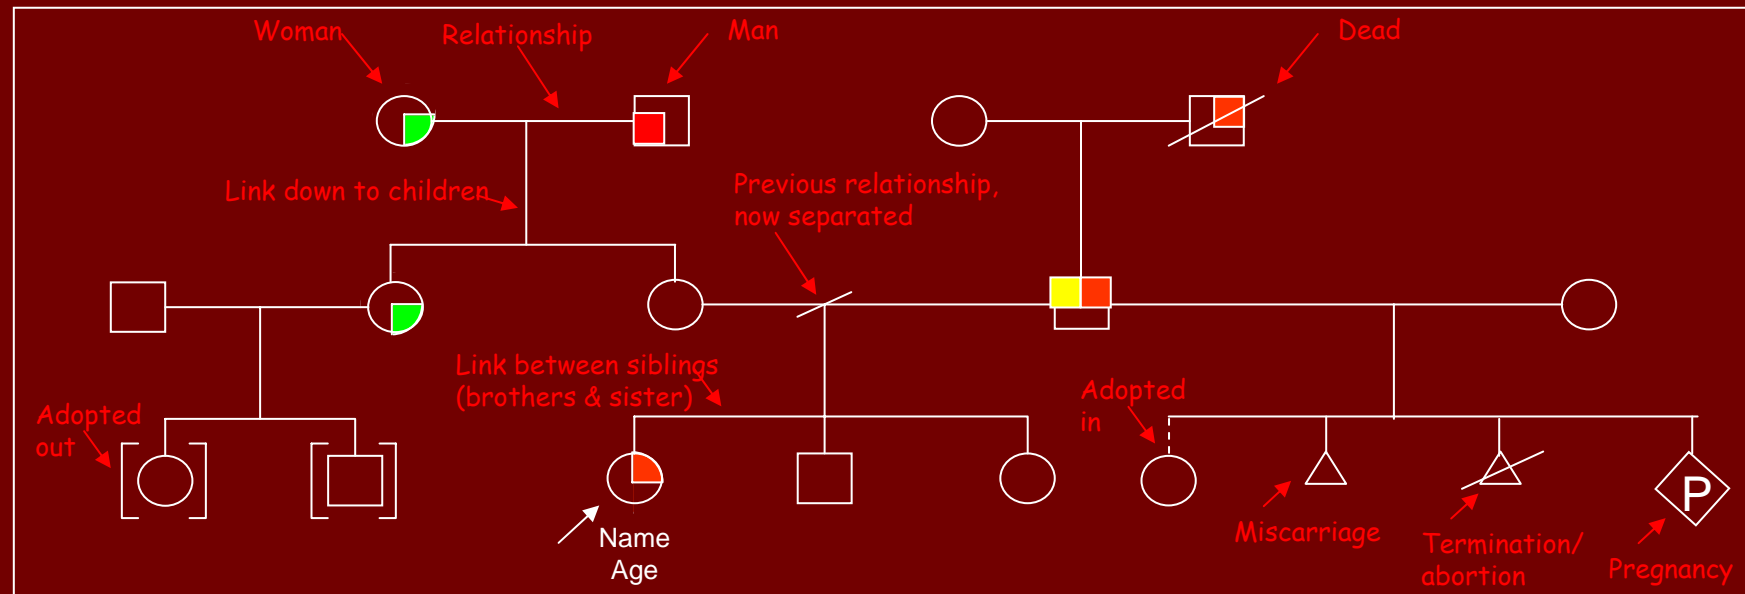 Woman
Relationship
Man
Dead
Link down to children
Previous relationship,
now separated
Link between siblings
(brothers & sister)
Adopted
in
Adopted
out
P
Name
Age
Miscarriage
Termination/
abortion
Pregnancy